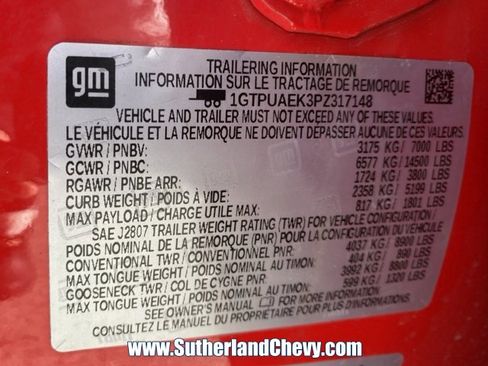 gm
TRAILERING INFORMATION
INFORMATION SUR LE TRACTAGE DE REMORQUE
1GTPUAEK3PZ317148
VEHICLE AND TRAILER MUST NOT EXCEED ANY OF THESE VALUES.
LE VÉHICULE ET LA REMORQUE NE DOIVENT DÉPASSER AUCUNE DE CES VALEURS.
GVWR / PNBV: 3175 KG / 7000 LBS
GCWR / PNBC: 6577 KG / 14500 LBS
RGAWR / PNBE ARR: 1724 KG / 3800 LBS
CURB WEIGHT / POIDS À VIDE: 2358 KG / 5199 LBS
MAX PAYLOAD / CHARGE UTILE MAX: 817 KG / 1801 LBS
SAE J2807 TRAILER WEIGHT RATING (TWR) FOR VEHICLE CONFIGURATION/
POIDS NOMINAL DE LA REMORQUE (PNR) POUR LA CONFIGURATION DU VÉHICULE
CONVENTIONAL TWR / CONVENTIONNEL PNR: 4037 KG / 8900 LBS
MAX TONGUE WEIGHT / POIDS MAXIMAL AU TIMON: 404 KG / 890 LBS
GOOSENECK TWR / COL DE CYGNE PNR: 3992 KG / 8800 LBS
MAX TONGUE WEIGHT / POIDS MAXIMAL AU TIMON: 599 KG / 1320 LBS
SEE OWNER'S MANUAL FOR MORE INFORMATION
CONSULTER LE MANUEL DU PROPRIÉTAIRE POUR PLUS D'INFORMATIONS
www.SutherlandChevy.com